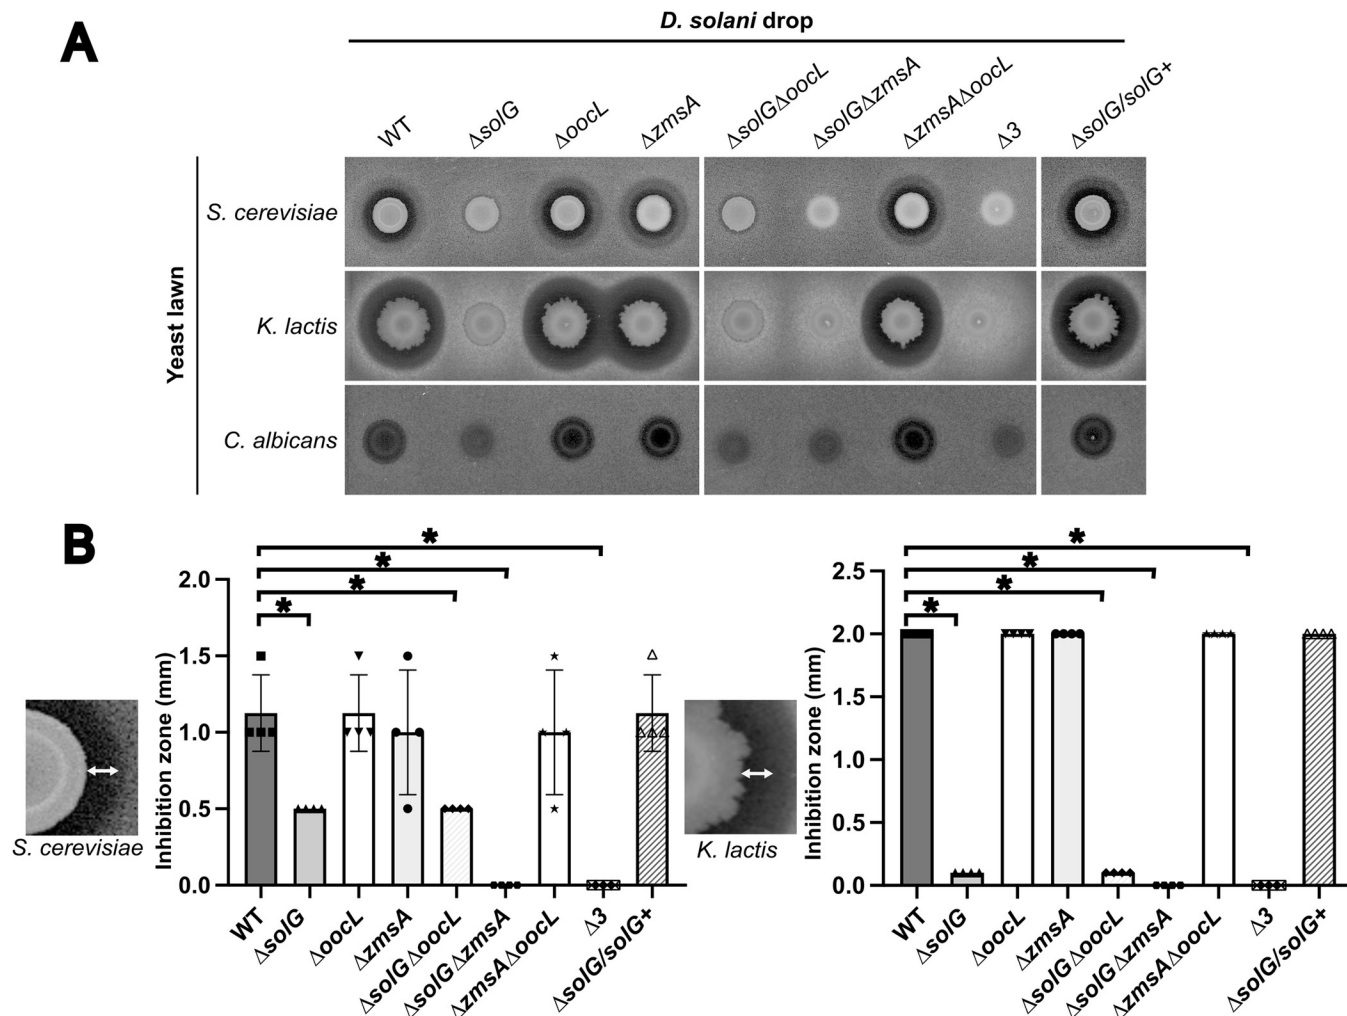 A
D. solani drop
WT
ΔsolG
ΔoocL
ΔzmsA
ΔsolGΔoocL
ΔsolGΔzmsA
ΔzmsAΔoocL
Δ3
ΔsolG/solG+
Yeast lawn
S. cerevisiae
K. lactis
C. albicans
B
*
*
*
*
Inhibition zone (mm)
2.0
1.5
1.0
0.5
0.0
S. cerevisiae
WT
ΔsolG
ΔoocL
ΔzmsA
ΔsolGΔoocL
ΔsolGΔzmsA
ΔzmsAΔoocL
Δ3
ΔsolG/solG+
*
*
*
*
Inhibition zone (mm)
2.5
2.0
1.5
1.0
0.5
0.0
K. lactis
WT
ΔsolG
ΔoocL
ΔzmsA
ΔsolGΔoocL
ΔsolGΔzmsA
ΔzmsAΔoocL
Δ3
ΔsolG/solG+